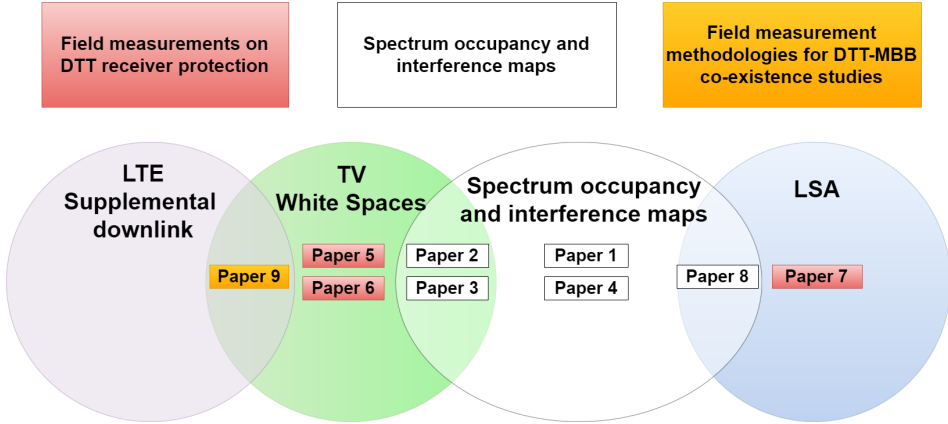 Field measurements on
DTT receiver protection
Spectrum occupancy and
interference maps
Field measurement
methodologies for DTT-MBB
co-existence studies
LTE
Supplemental
downlink
TV
White Spaces
Spectrum occupancy
and interference maps
LSA
Paper 9
Paper 5
Paper 6
Paper 2
Paper 3
Paper 1
Paper 4
Paper 8
Paper 7